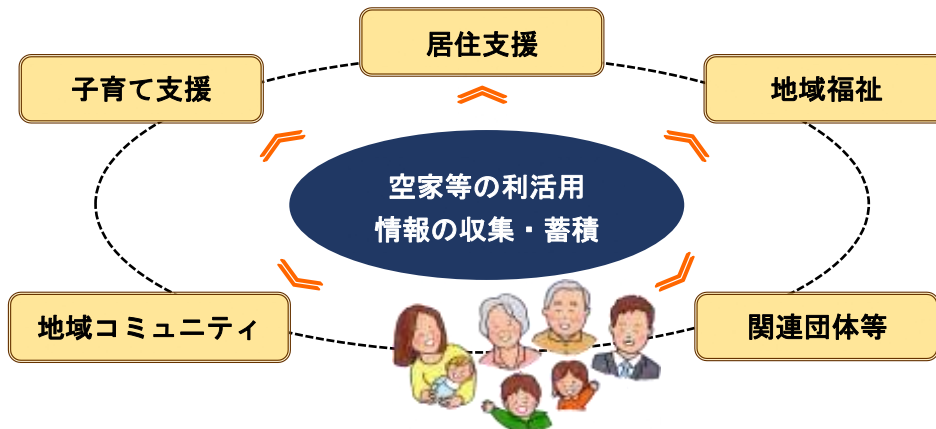 居住支援
子育て支援
地域福祉
空家等の利活用
情報の収集・蓄積
地域コミュニティ
関連団体等